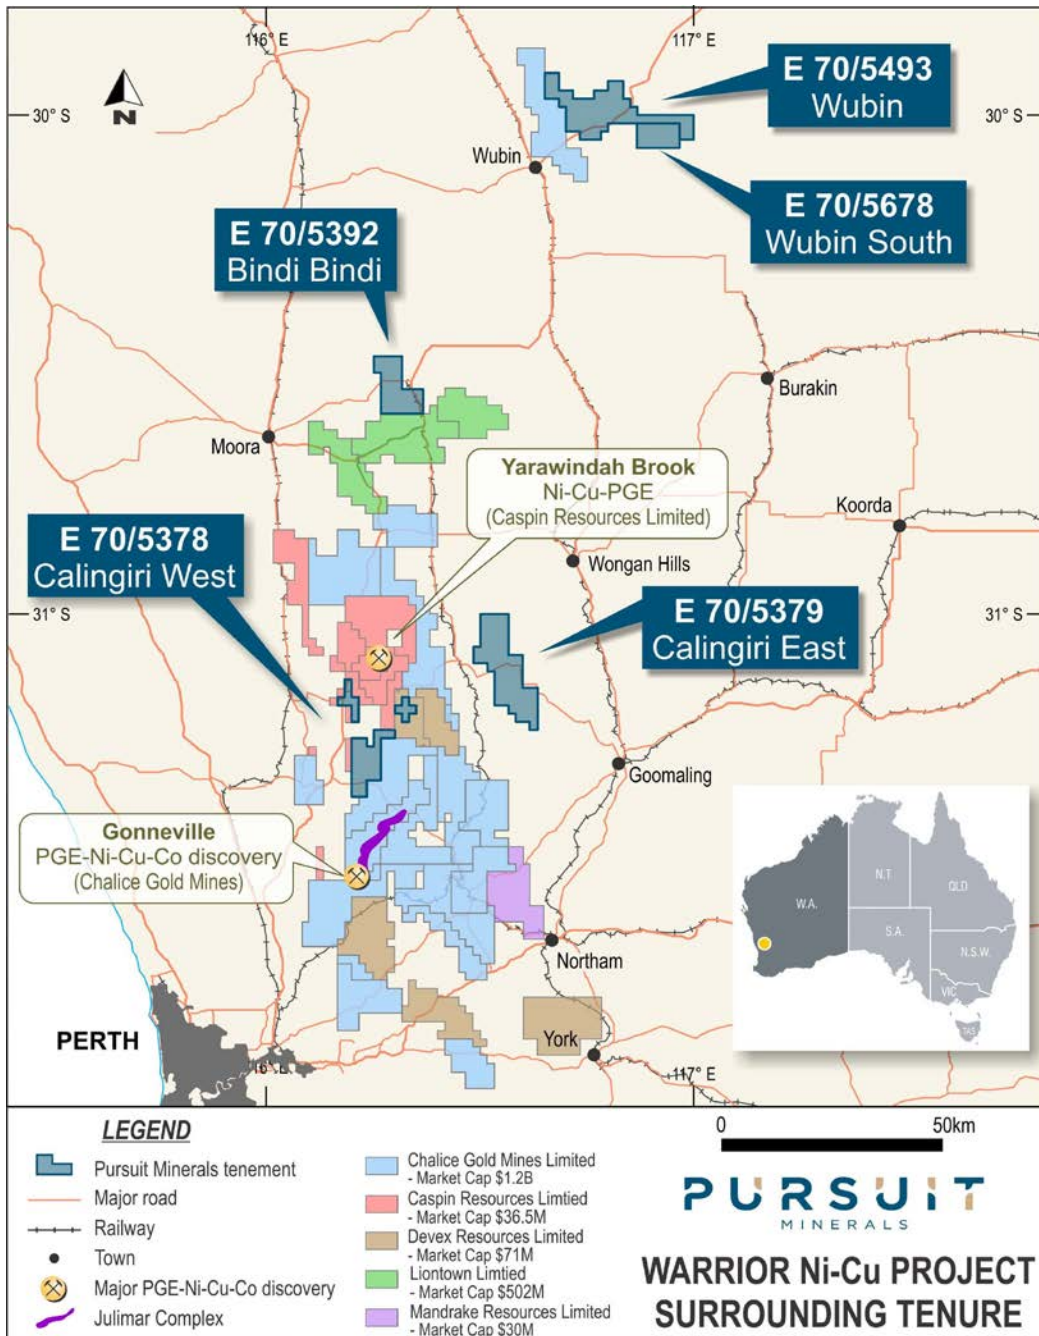 116° E
117° E
E 70/5493
Wubin
N
30° S
30° S
Wubin
E 70/5678
Wubin South
E 70/5392
Bindi Bindi
Burakin
Moora
Yarawindah Brook
Ni-Cu-PGE
(Caspin Resources Limited)
Koorda
E 70/5378
Calingiri West
Wongan Hills
31° S
31° S
E 70/5379
Calingiri East
Goomaling
Gonneville
PGE-Ni-Cu-Co discovery
(Chalice Gold Mines)
N.T.
QLD
W.A.
S.A.
N.S.W.
VIC
TAS
Northam
PERTH
York
116° E
117° E
LEGEND
Pursuit Minerals tenement
Major road
Railway
Town
Major PGE-Ni-Cu-Co discovery
Julimar Complex
Chalice Gold Mines Limited
- Market Cap $1.2B
Caspin Resources Limtied
- Market Cap $36.5M
Devex Resources Limited
- Market Cap $71M
Liontown Limtied
- Market Cap $502M
Mandrake Resources Limited
- Market Cap $30M
0 50km
PURSUIT
MINERALS
WARRIOR Ni-Cu PROJECT
SURROUNDING TENURE